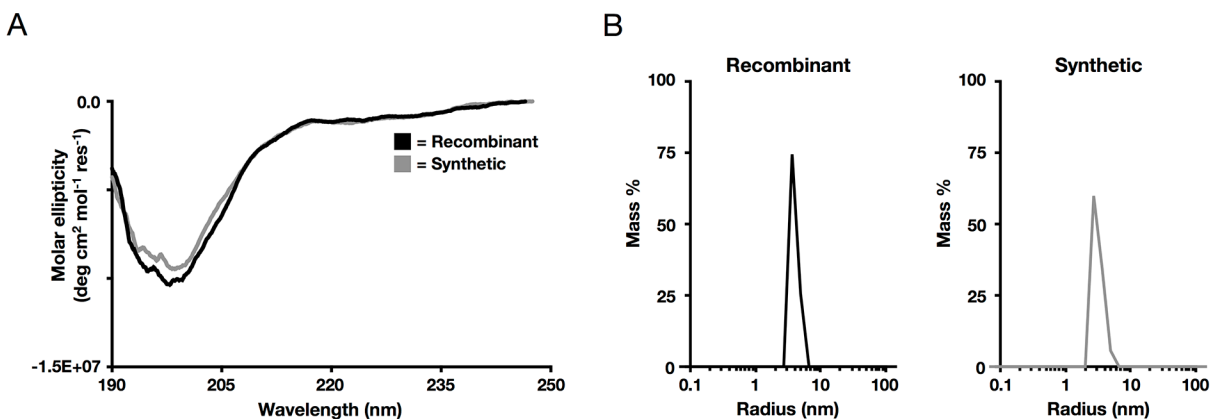 A
B
0.0
-1.5E+07
Molar ellipticity
(deg cm² mol⁻¹ res⁻¹)
= Recombinant
= Synthetic
190
205
220
235
250
Wavelength (nm)
Recombinant
100
75
50
25
0
Mass %
0.1
1
10
100
Radius (nm)
Synthetic
100
75
50
25
0
Mass %
0.1
1
10
100
Radius (nm)